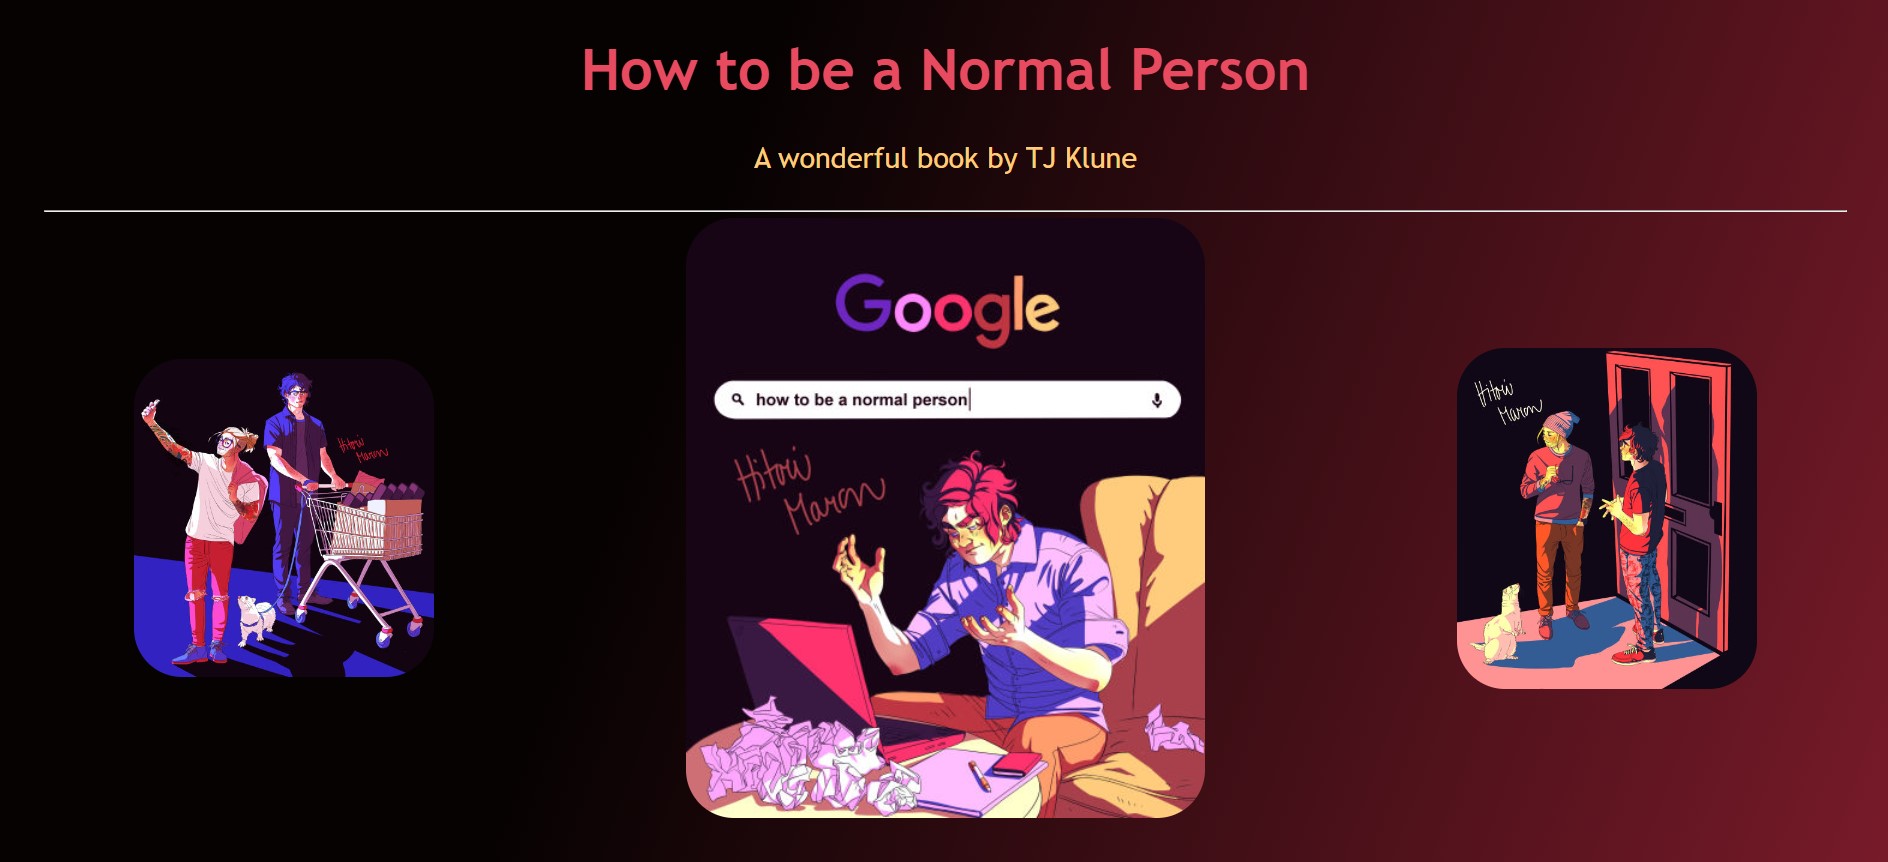 How to be a Normal Person
A wonderful book by TJ Klune
Google
how to be a normal person
Hitori
Maron
Hitori
Maron
Hitori
Maron